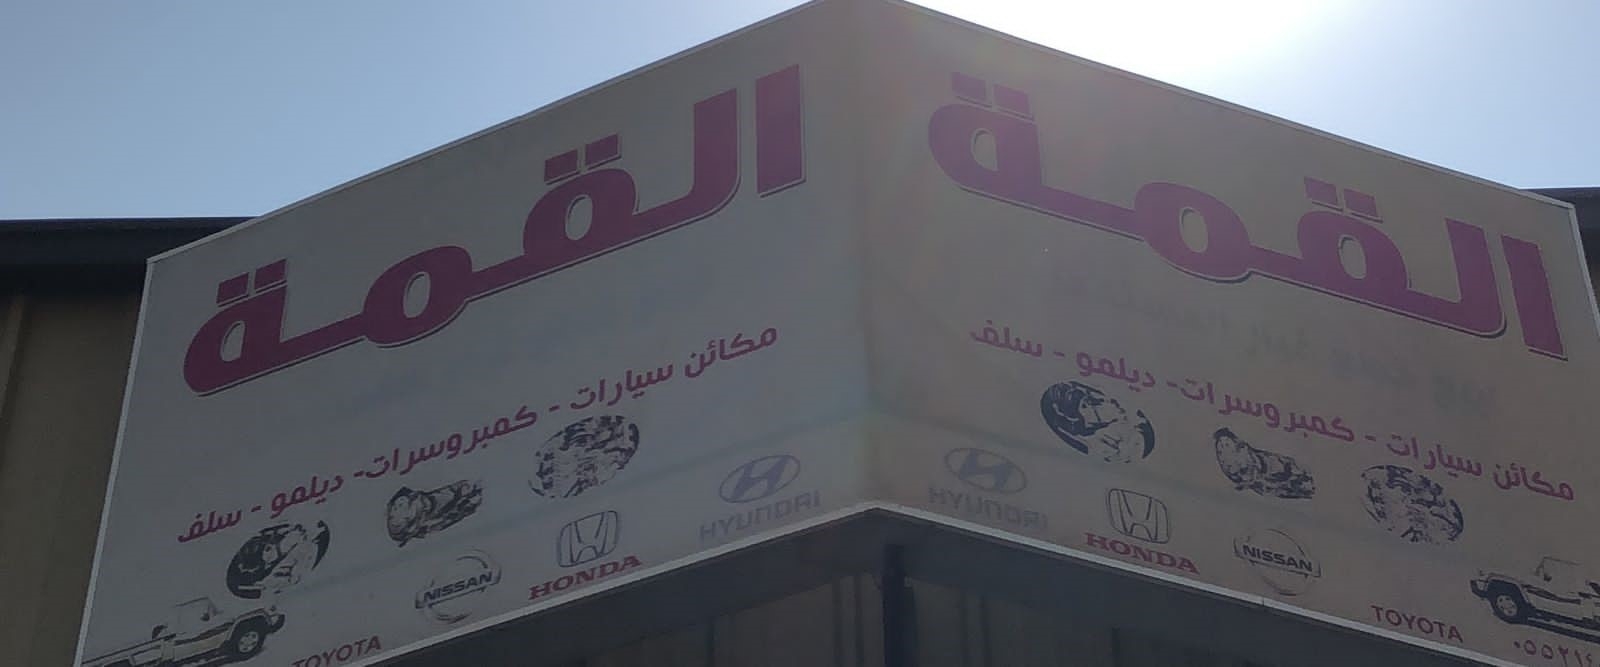 القمة
مكائن سيارات - كمبروسرات- ديلمو - سلف
HYUNDAI
HONDA
NISSAN
TOYOTA
القمة
مكائن سيارات - كمبروسرات- ديلمو - سلف
HYUNDAI
HONDA
NISSAN
TOYOTA